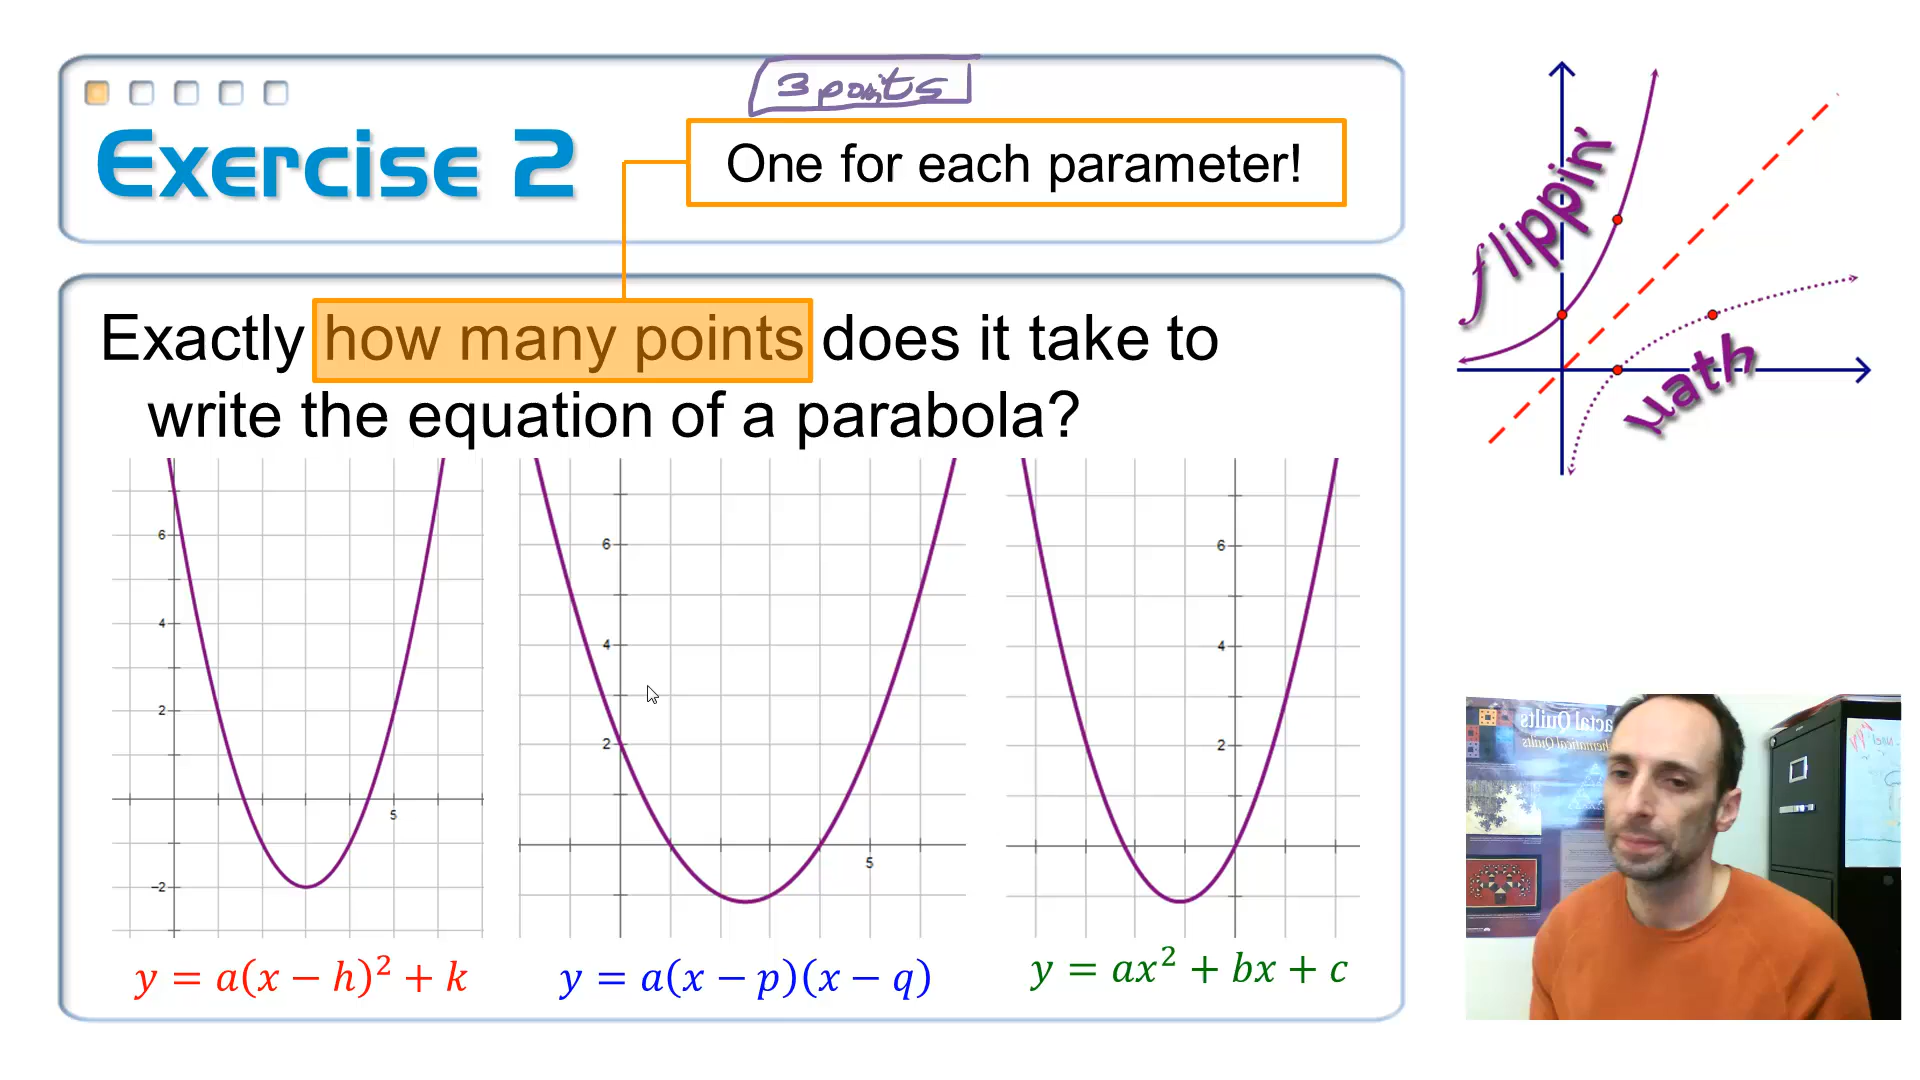 3 points
Exercise 2
One for each parameter!
Exactly how many points does it take to
write the equation of a parabola?
6
4
2
5
-2
6
4
2
5
6
4
2
y = a(x − h)² + k
y = a(x − p)(x − q)
y = ax² + bx + c
flippin'
math
actal Quilts